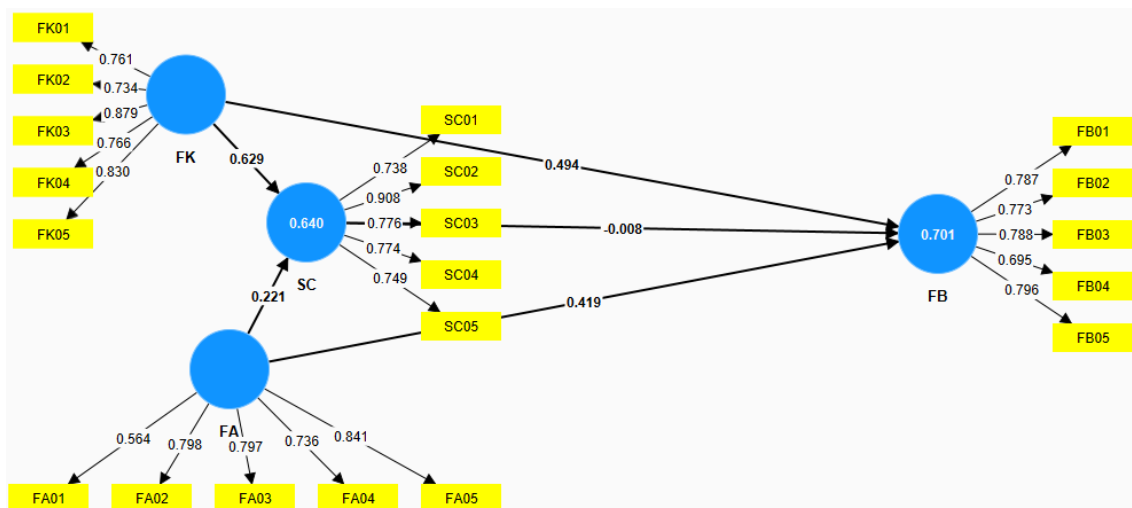 FK01
0.761
FK02
0.734
FK03
0.879
0.766
FK04
0.830
FK05
FK
0.629
SC01
0.738
SC02
0.908
0.640
0.776
SC03
0.774
SC04
0.749
SC
SC05
0.494
-0.008
0.419
0.221
0.701
FB
FB01
0.787
FB02
0.773
0.788
FB03
0.695
FB04
0.796
FB05
FA
0.564
0.798
0.797
0.736
0.841
FA01
FA02
FA03
FA04
FA05